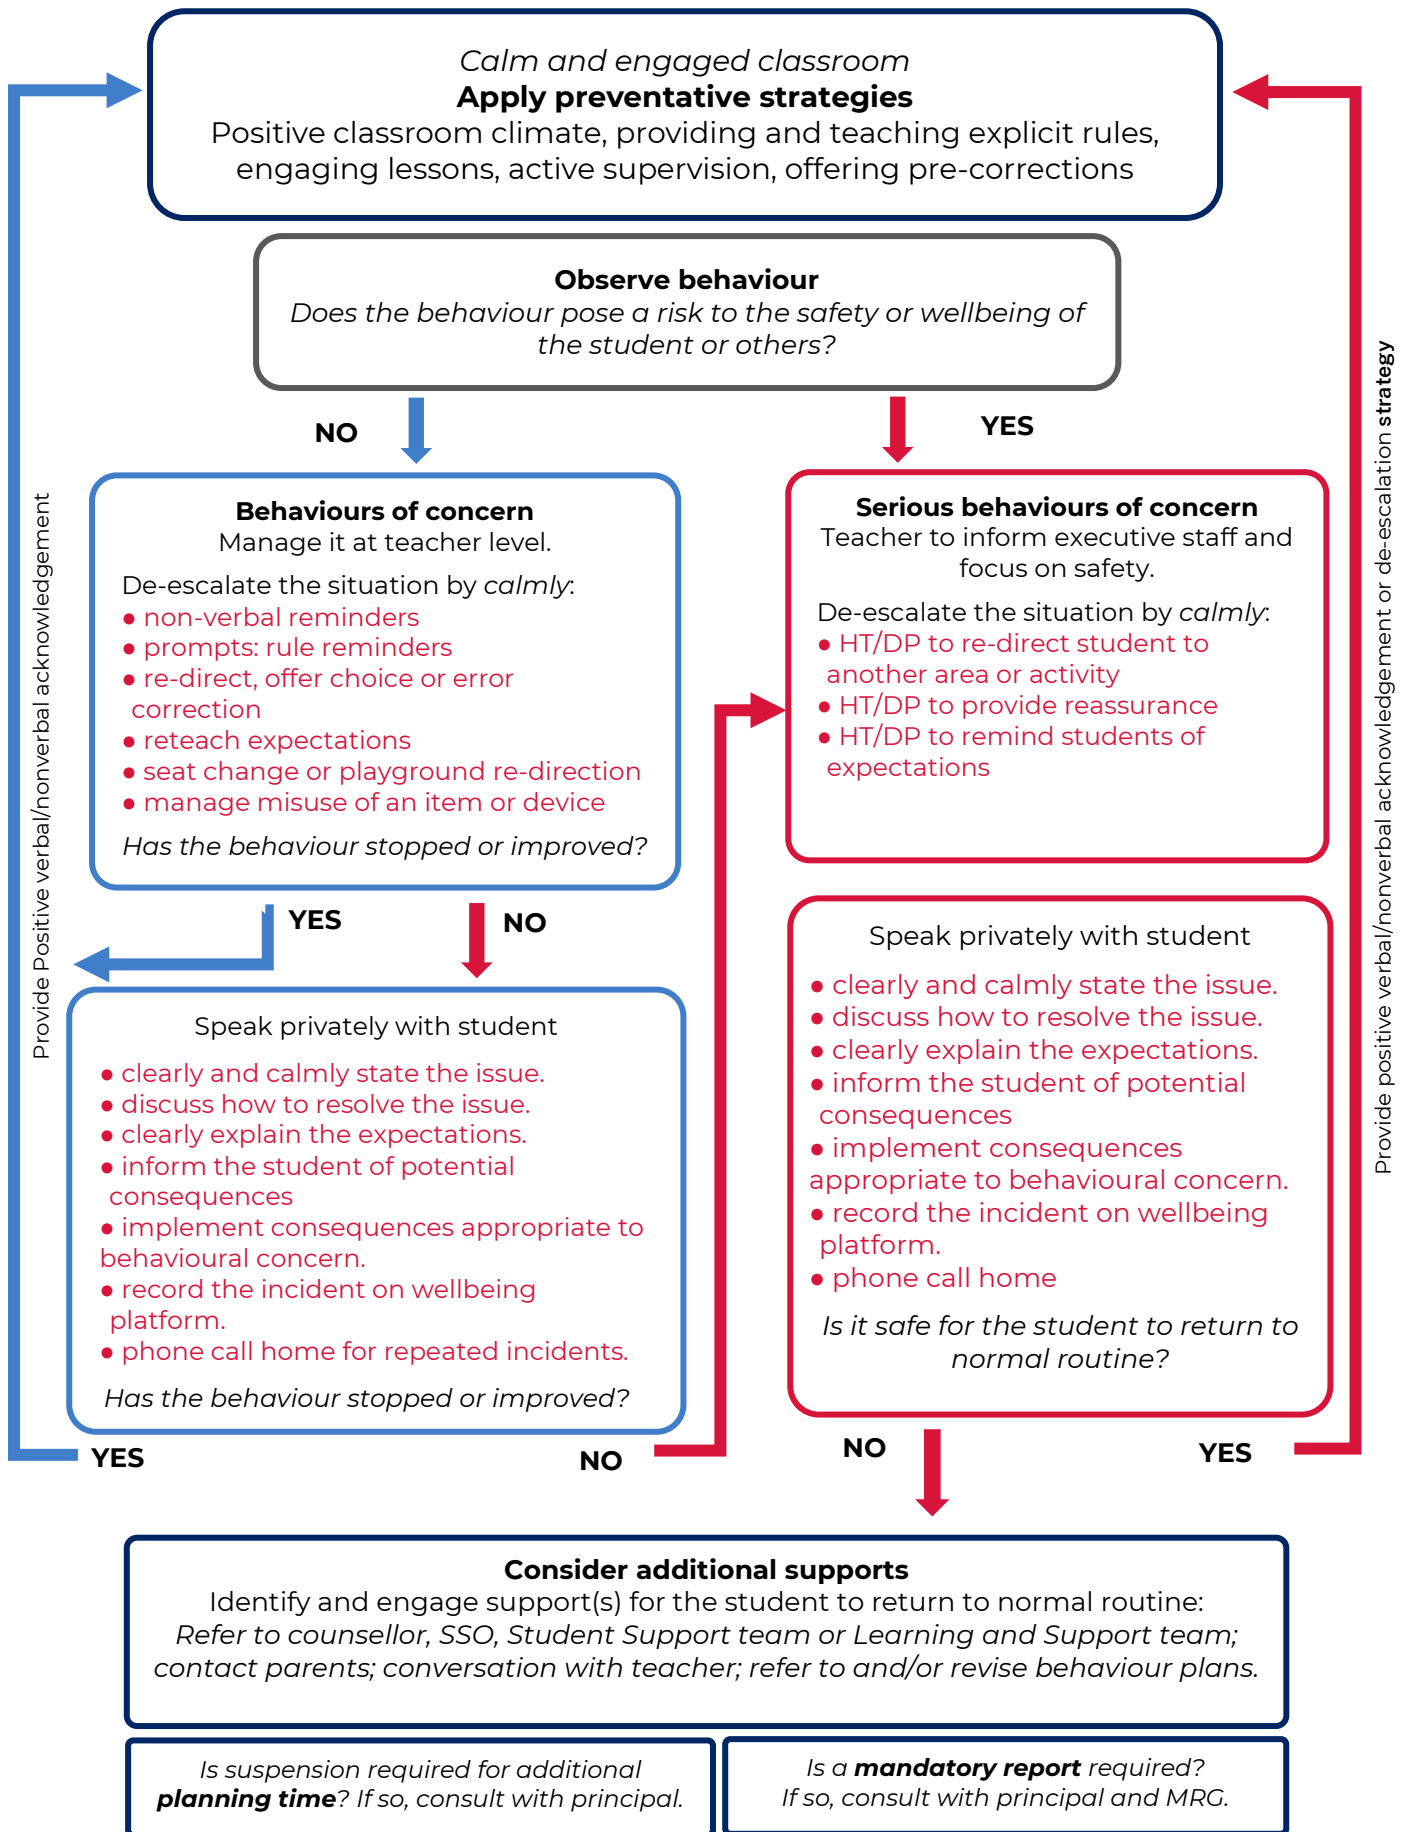 Calm and engaged classroom
Apply preventative strategies
Positive classroom climate, providing and teaching explicit rules,
engaging lessons, active supervision, offering pre-corrections
Observe behaviour
Does the behaviour pose a risk to the safety or wellbeing of
the student or others?
NO
YES
Behaviours of concern
Manage it at teacher level.
De-escalate the situation by calmly:
● non-verbal reminders
● prompts: rule reminders
● re-direct, offer choice or error
correction
● reteach expectations
● seat change or playground re-direction
● manage misuse of an item or device
Has the behaviour stopped or improved?
YES
NO
Speak privately with student
● clearly and calmly state the issue.
● discuss how to resolve the issue.
● clearly explain the expectations.
● inform the student of potential
consequences
● implement consequences appropriate to
behavioural concern.
● record the incident on wellbeing
platform.
● phone call home for repeated incidents.
Has the behaviour stopped or improved?
YES
NO
Provide Positive verbal/nonverbal acknowledgement
Serious behaviours of concern
Teacher to inform executive staff and
focus on safety.
De-escalate the situation by calmly:
● HT/DP to re-direct student to
another area or activity
● HT/DP to provide reassurance
● HT/DP to remind students of
expectations
Speak privately with student
● clearly and calmly state the issue.
● discuss how to resolve the issue.
● clearly explain the expectations.
● inform the student of potential
consequences
● implement consequences
appropriate to behavioural concern.
● record the incident on wellbeing
platform.
● phone call home
Is it safe for the student to return to
normal routine?
NO
YES
Provide positive verbal/nonverbal acknowledgement or de-escalation strategy
Consider additional supports
Identify and engage support(s) for the student to return to normal routine:
Refer to counsellor, SSO, Student Support team or Learning and Support team;
contact parents; conversation with teacher; refer to and/or revise behaviour plans.
Is suspension required for additional
planning time? If so, consult with principal.
Is a mandatory report required?
If so, consult with principal and MRG.